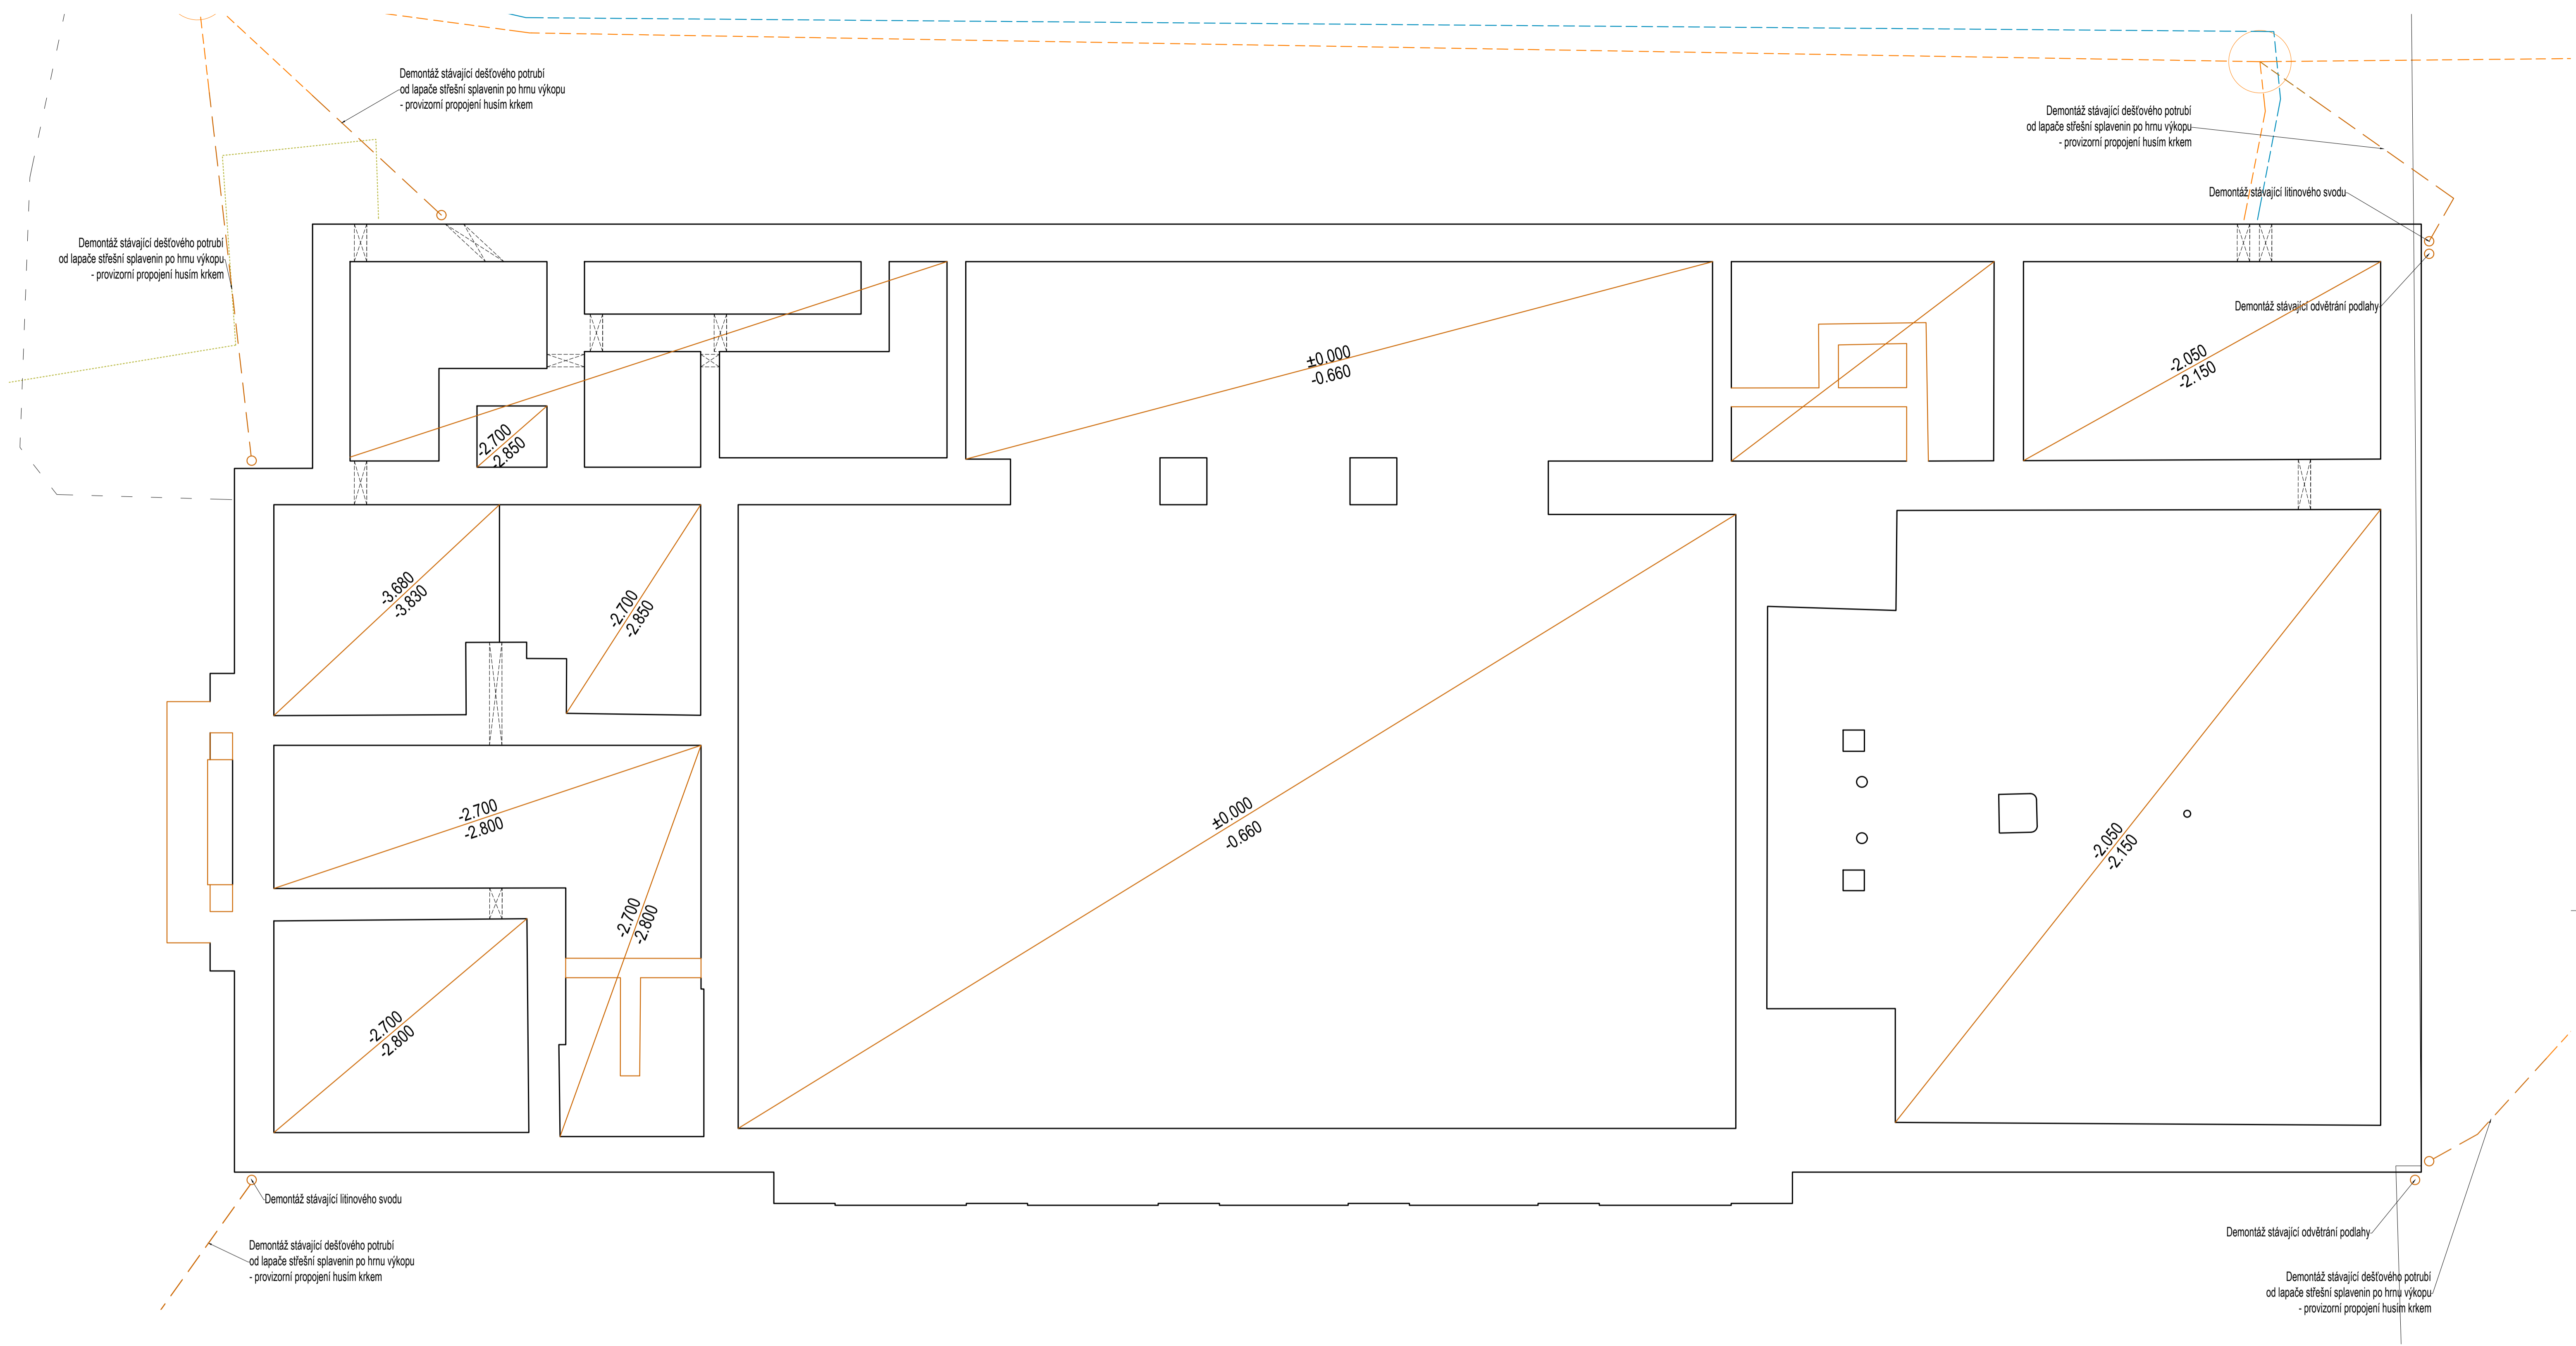 Demontáž stávající dešťového potrubí
od lapače střešní splavenin po hrnu výkopu
- provizorní propojení husím krkem
Demontáž stávající dešťového potrubí
od lapače střešní splavenin po hrnu výkopu
- provizorní propojení husím krkem
Demontáž stávající litinového svodu
Demontáž stávající dešťového potrubí
od lapače střešní splavenin po hrnu výkopu
- provizorní propojení husím krkem
Demontáž stávající odvětrání podlahy
±0.000
-0.660
-2.050
-2.150
-2.700
-2.850
-3.680
-3.830
-2.700
-2.850
-2.700
-2.800
±0.000
-0.660
-2.050
-2.150
-2.700
-2.800
-2.700
-2.800
Demontáž stávající litinového svodu
Demontáž stávající dešťového potrubí
od lapače střešní splavenin po hrnu výkopu
- provizorní propojení husím krkem
Demontáž stávající odvětrání podlahy
Demontáž stávající dešťového potrubí
od lapače střešní splavenin po hrnu výkopu
- provizorní propojení husím krkem